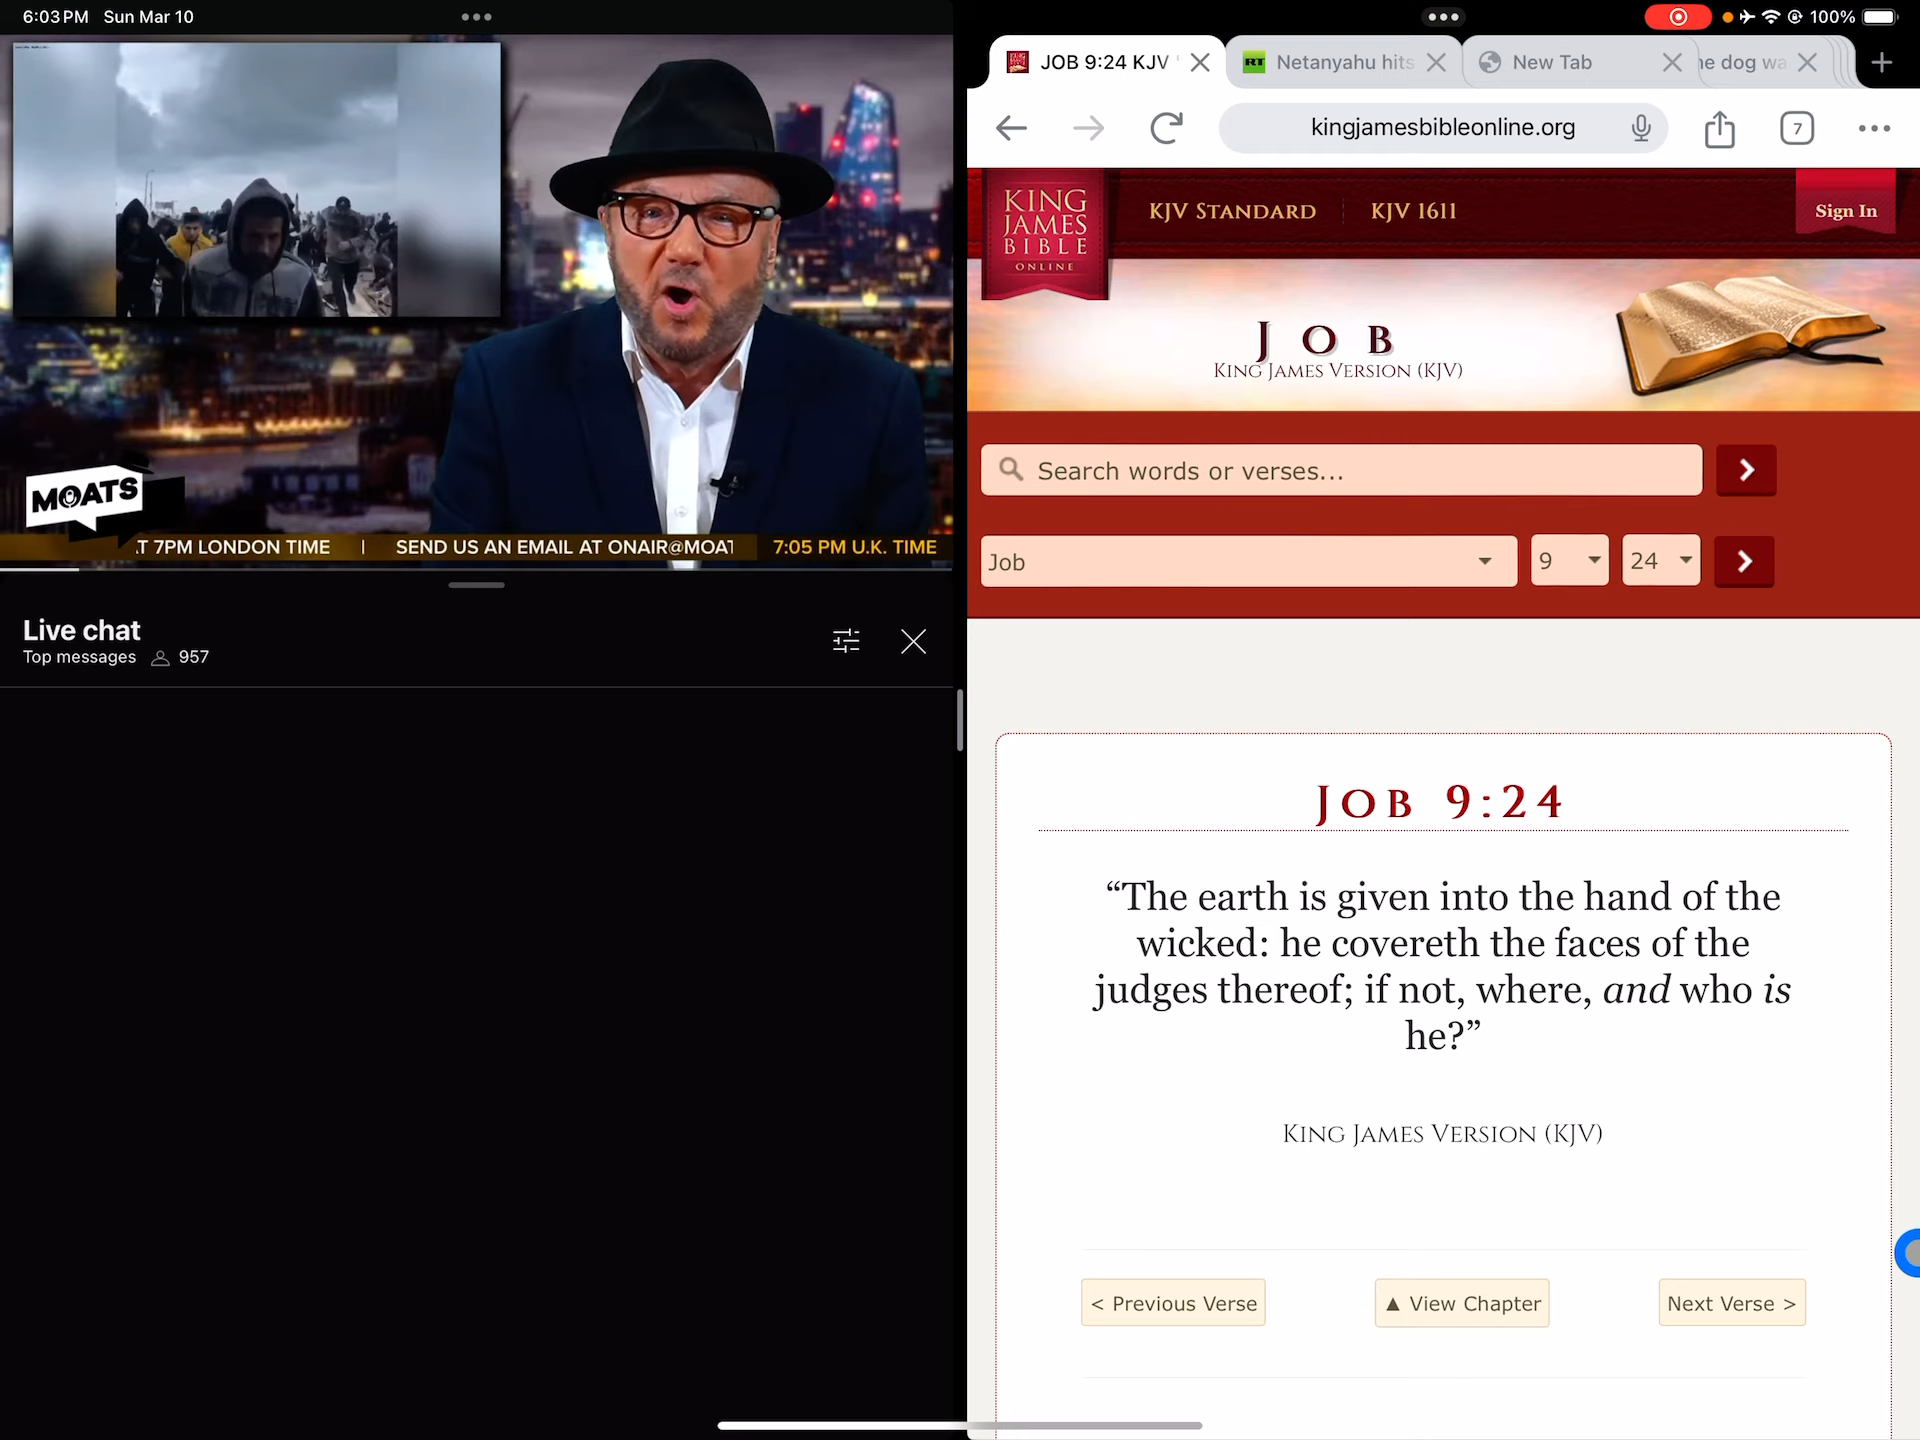 6:03 PM Sun Mar 10
100%
MOATS
T 7PM LONDON TIME | SEND US AN EMAIL AT ONAIR@MOAT
7:05 PM U.K. TIME
Live chat
Top messages 957
JOB 9:24 KJV
RT Netanyahu hits
New Tab
he dog wa
kingjamesbibleonline.org
7
KING
JAMES
BIBLE
ONLINE
KJV STANDARD
KJV 1611
Sign In
JOB
KING JAMES VERSION (KJV)
Search words or verses...
Job
9
24
JOB 9:24
“The earth is given into the hand of the
wicked: he covereth the faces of the
judges thereof; if not, where, and who is
he?”
KING JAMES VERSION (KJV)
< Previous Verse
▲ View Chapter
Next Verse >